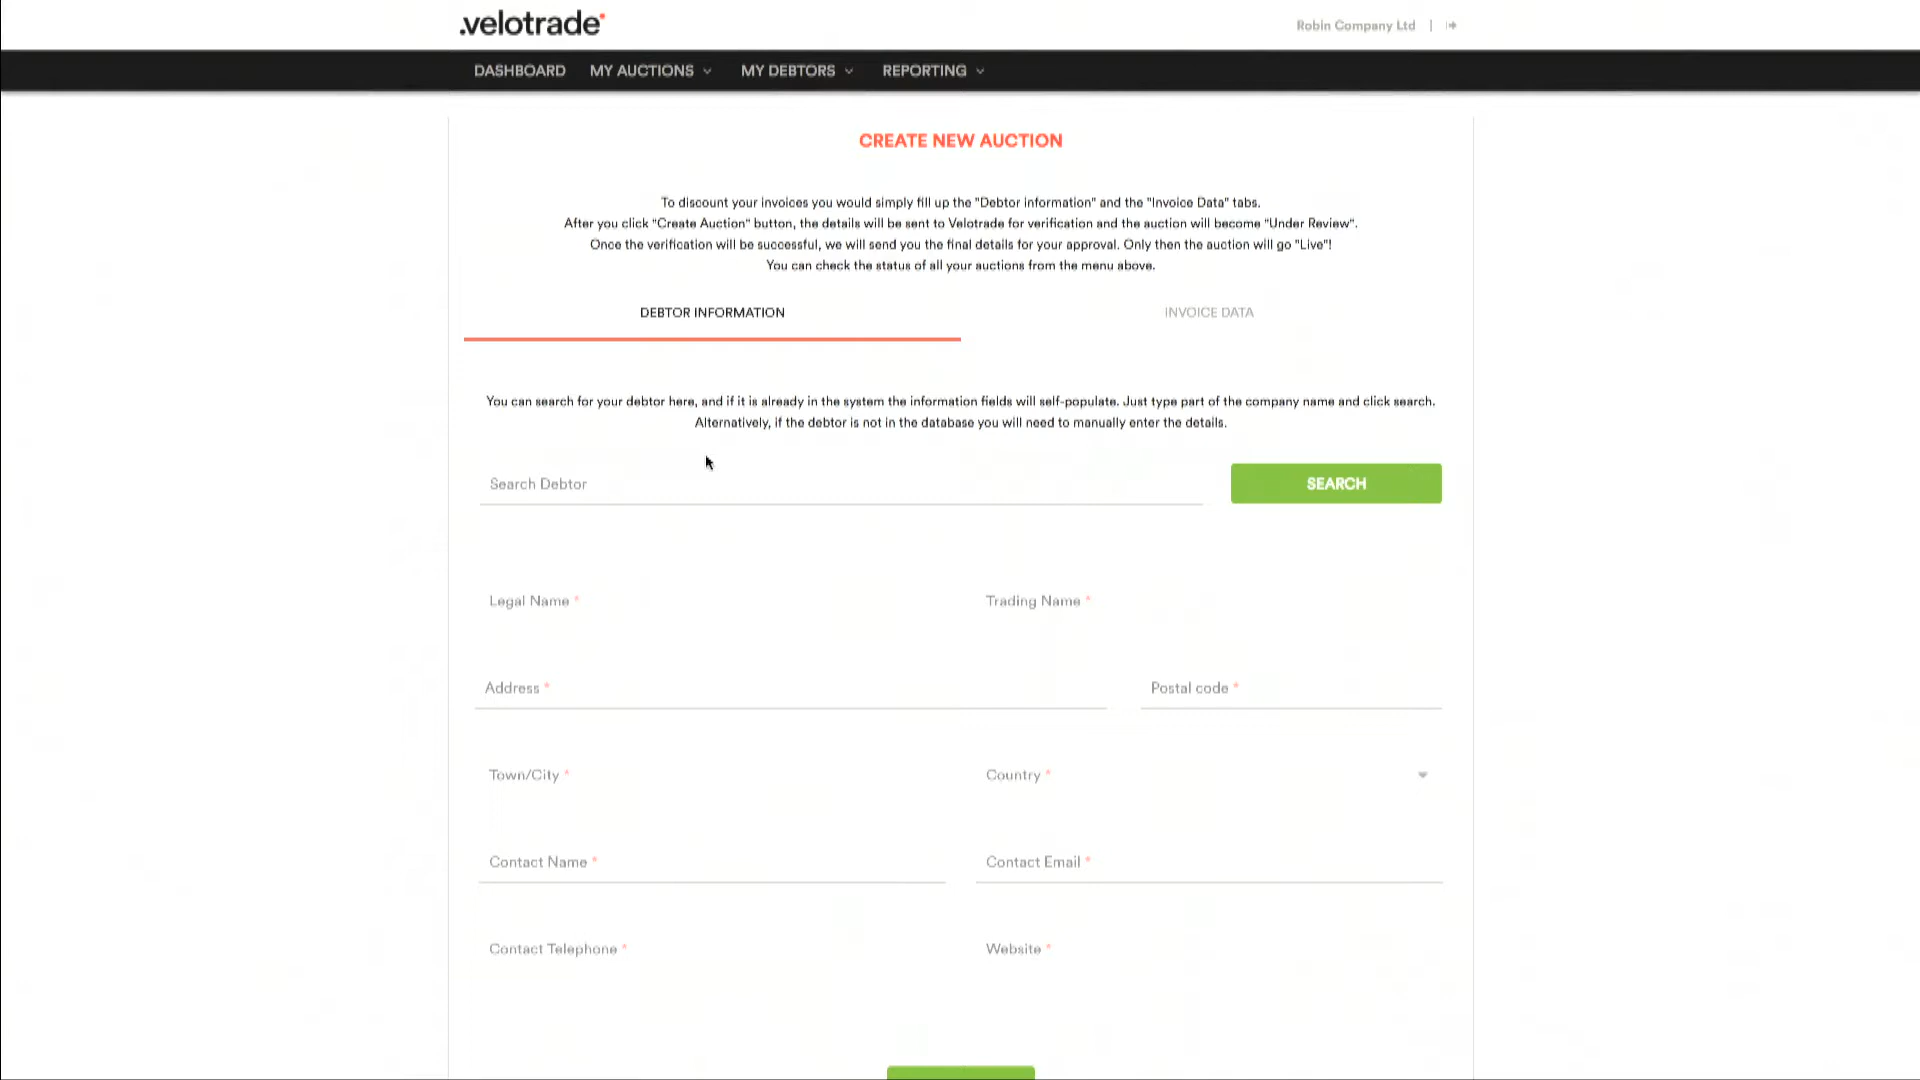 .velotrade
Robin Company Ltd |
DASHBOARD MY AUCTIONS MY DEBTORS REPORTING
CREATE NEW AUCTION
To discount your invoices you would simply fill up the "Debtor information" and the "Invoice Data" tabs.
After you click "Create Auction" button, the details will be sent to Velotrade for verification and the auction will become "Under Review".
Once the verification will be successful, we will send you the final details for your approval. Only then the auction will go "Live"!
You can check the status of all your auctions from the menu above.
DEBTOR INFORMATION INVOICE DATA
You can search for your debtor here, and if it is already in the system the information fields will self-populate. Just type part of the company name and click search.
Alternatively, if the debtor is not in the database you will need to manually enter the details.
Search Debtor SEARCH
Legal Name * Trading Name *
Address * Postal code *
Town/City * Country *
Contact Name * Contact Email *
Contact Telephone * Website *